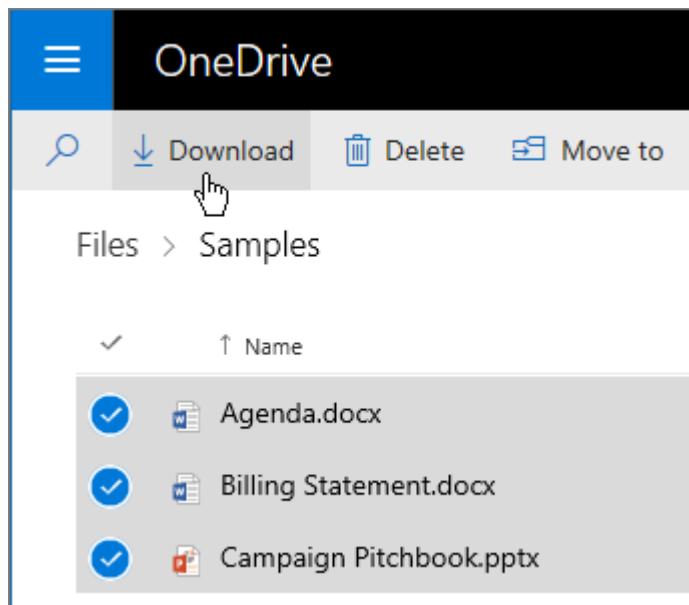 OneDrive
Download Delete Move to
Files > Samples
↑ Name
Agenda.docx
Billing Statement.docx
Campaign Pitchbook.pptx